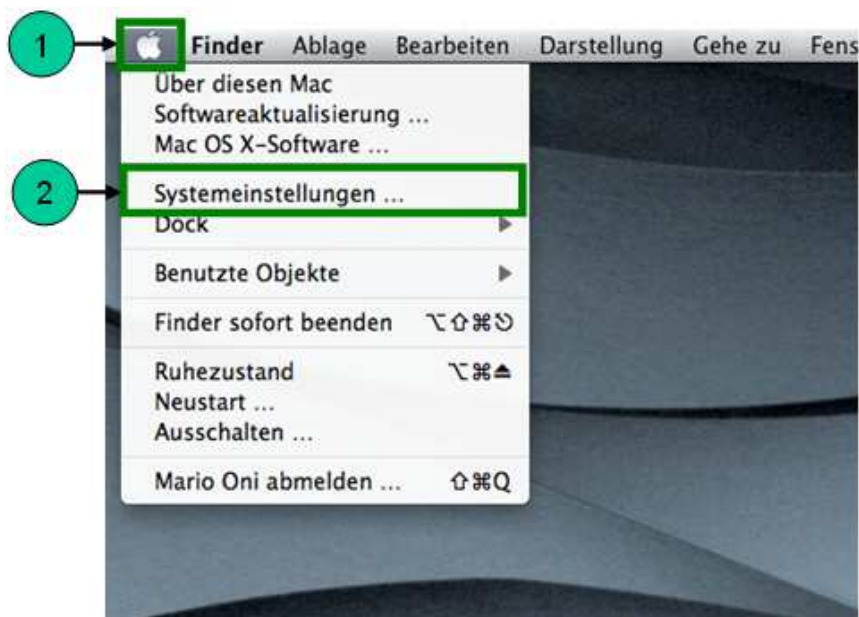 1
Finder Ablage Bearbeiten Darstellung Gehe zu Fens
Über diesen Mac
Softwareaktualisierung ...
Mac OS X-Software ...
2
Systemeinstellungen ...
Dock
Benutzte Objekte
Finder sofort beenden ⌥⇧⌘⎋
Ruhezustand ⌥⌘⏏
Neustart ...
Ausschalten ...
Mario Oni abmelden ... ⇧⌘Q